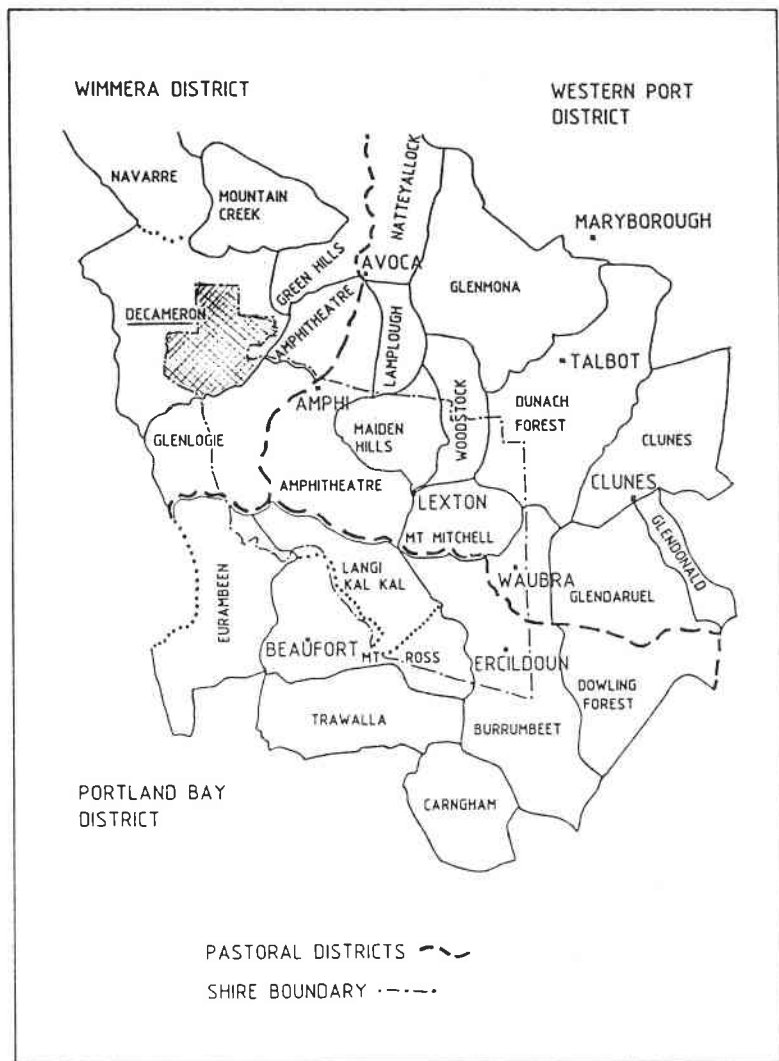 WIMMERA DISTRICT
WESTERN PORT
DISTRICT
NAVARRE
MOUNTAIN
CREEK
NATTEYALLOCK
MARYBOROUGH
GREEN HILLS
AVOCA
GLENMONA
DECAMERON
AMPHITHEATRE
LAMPLOUGH
TALBOT
AMPHI
WOODSTOCK
DUNACH
FOREST
GLENLOGIE
MAIDEN
HILLS
CLUNES
AMPHITHEATRE
LEXTON
CLUNES
MT MITCHELL
GLENDONALD
EURAMBEEN
LANGI
KAL KAL
WAUBRA
GLENDARUEL
BEAUFORT
MT ROSS
ERCILDOUN
DOWLING
FOREST
TRAWALLA
BURRUMBEET
PORTLAND BAY
DISTRICT
CARNGHAM
PASTORAL DISTRICTS
SHIRE BOUNDARY